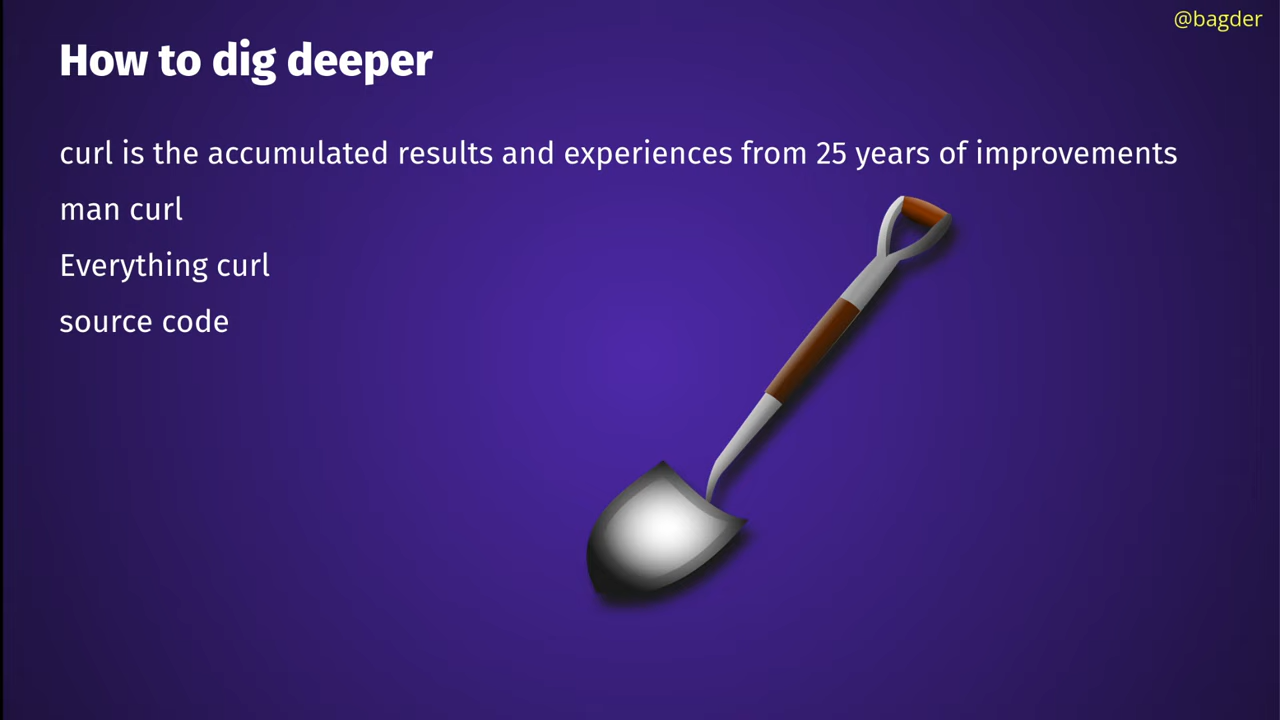 @bagder
How to dig deeper
curl is the accumulated results and experiences from 25 years of improvements
man curl
Everything curl
source code